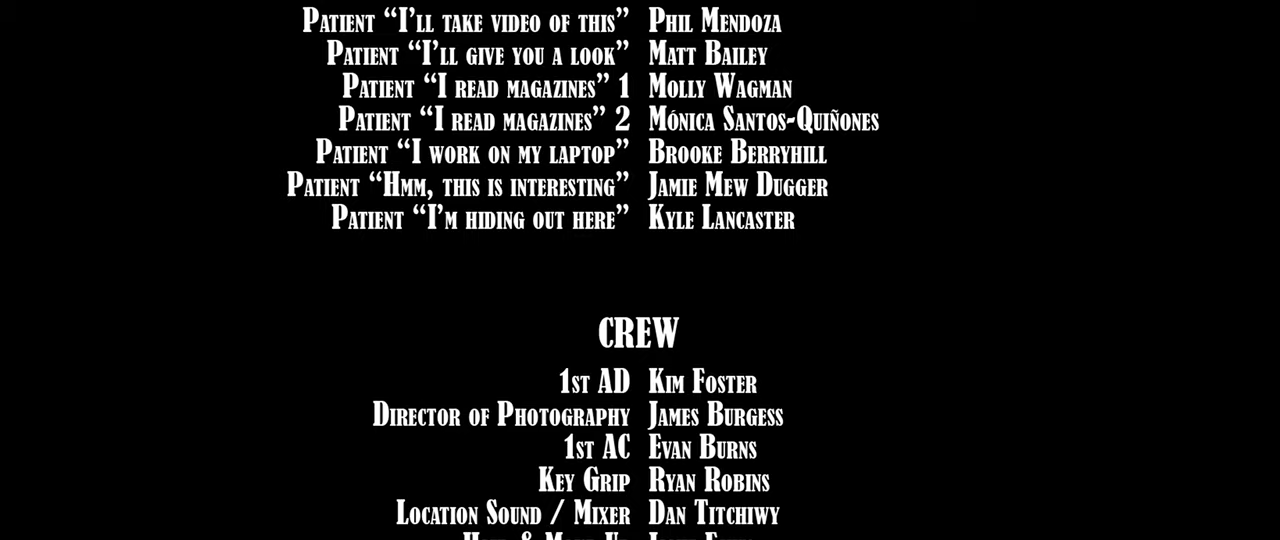 Patient “I’ll take video of this” Phil Mendoza
Patient “I’ll give you a look” Matt Bailey
Patient “I read magazines” 1 Molly Wagman
Patient “I read magazines” 2 Mónica Santos-Quiñones
Patient “I work on my laptop” Brooke Berryhill
Patient “Hmm, this is interesting” Jamie Mew Dugger
Patient “I’m hiding out here” Kyle Lancaster
CREW
1st AD Kim Foster
Director of Photography James Burgess
1st AC Evan Burns
Key Grip Ryan Robins
Location Sound / Mixer Dan Titchiwy